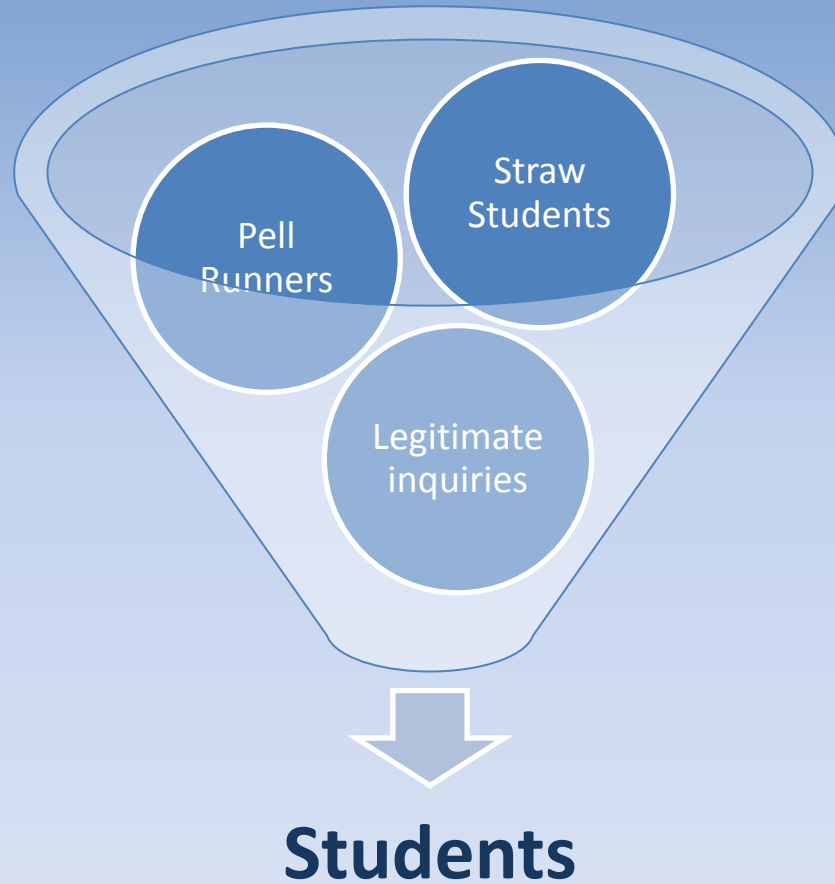 Straw
Students
Pell
Runners
Legitimate
inquiries
Students